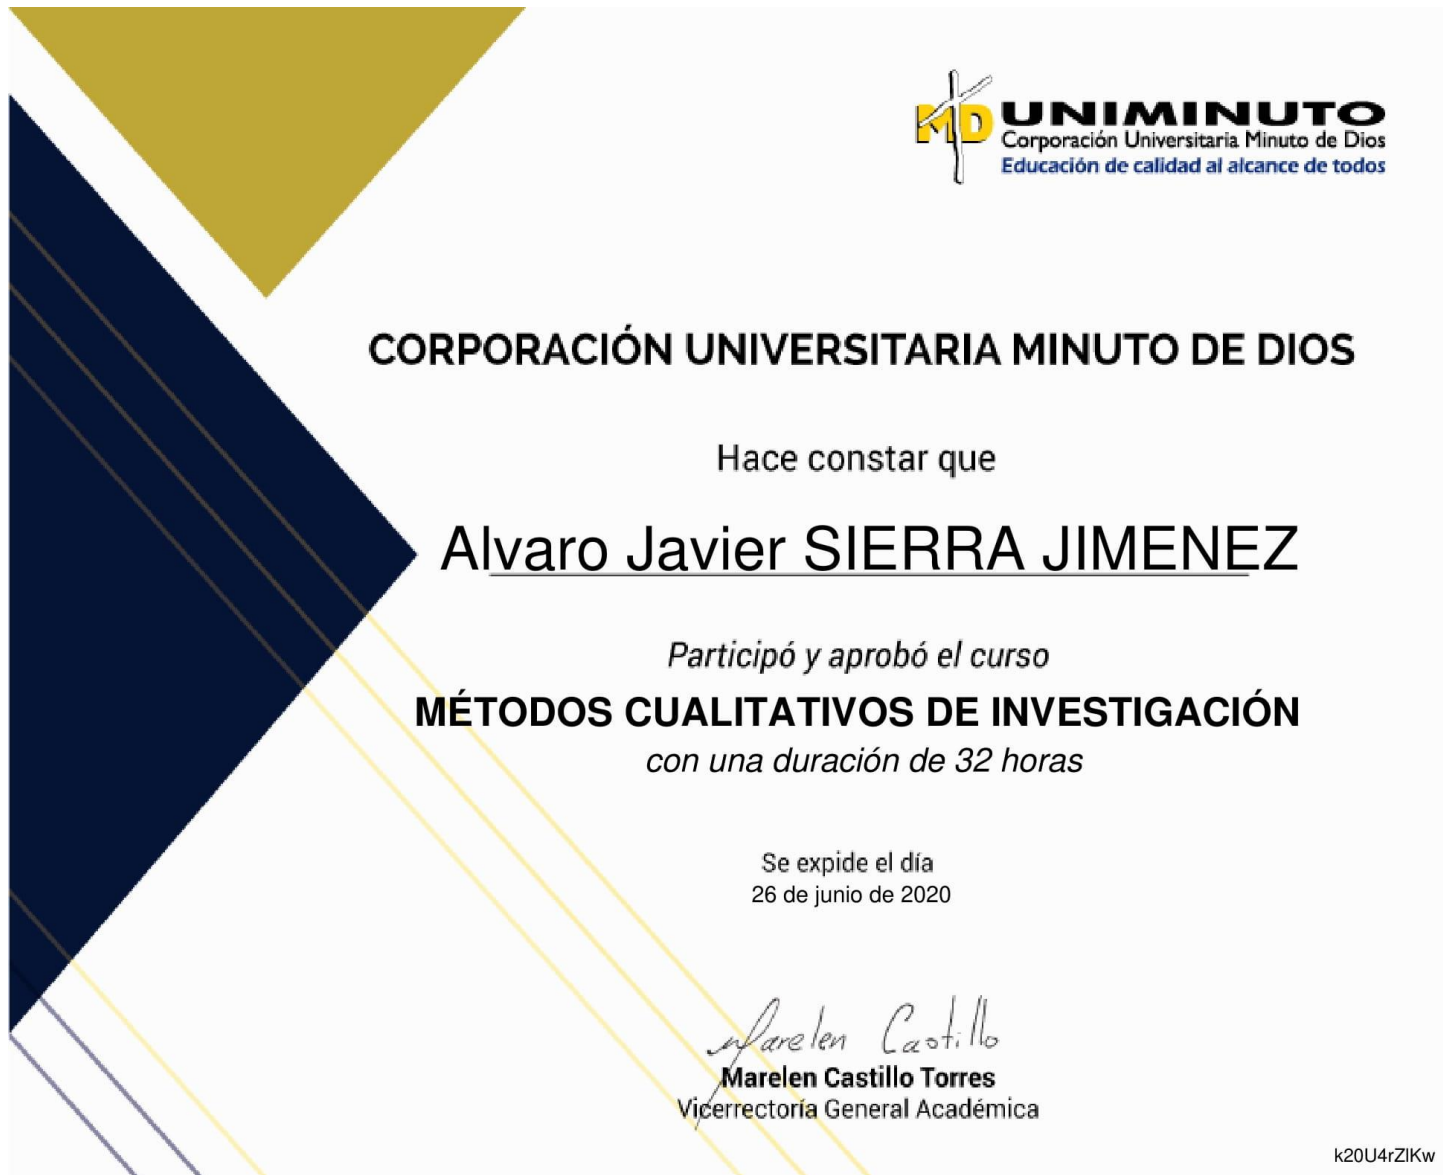 MD UNIMINUTO
Corporación Universitaria Minuto de Dios
Educación de calidad al alcance de todos
CORPORACIÓN UNIVERSITARIA MINUTO DE DIOS
Hace constar que
Alvaro Javier SIERRA JIMENEZ
Participó y aprobó el curso
MÉTODOS CUALITATIVOS DE INVESTIGACIÓN
con una duración de 32 horas
Se expide el día
26 de junio de 2020
Marelen Castillo
Marelen Castillo Torres
Vicerrectoría General Académica
k20U4rZlKw